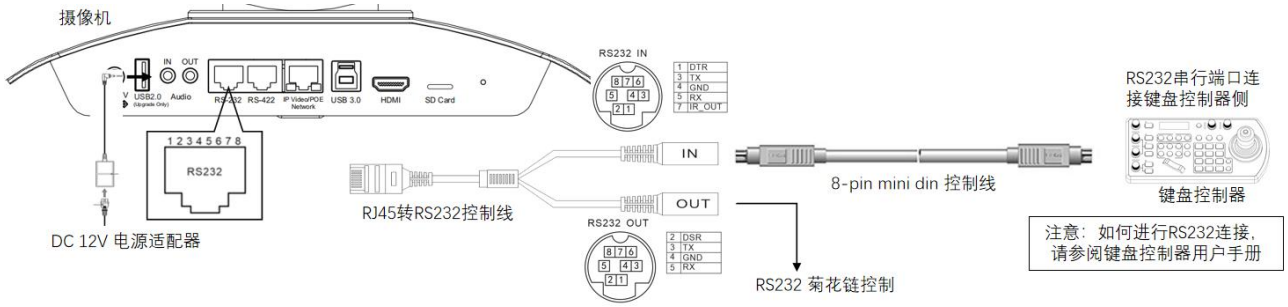 摄像机
IN OUT
V USB2.0 Audio RS-232 RS-422 IP Video/POE USB 3.0 HDMI SD Card
(Upgrade Only) Network
1 2 3 4 5 6 7 8
RS232
DC 12V 电源适配器
RJ45转RS232控制线
RS232 IN
8 7 6
5 4 3
2 1
1 DTR
3 TX
4 GND
5 RX
7 IR_OUT
IN
OUT
RS232 OUT
8 7 6
5 4 3
2 1
2 DSR
3 TX
4 GND
5 RX
8-pin mini din 控制线
RS232 菊花链控制
RS232串行端口连
接键盘控制器侧
键盘控制器
注意：如何进行RS232连接，
请参阅键盘控制器用户手册